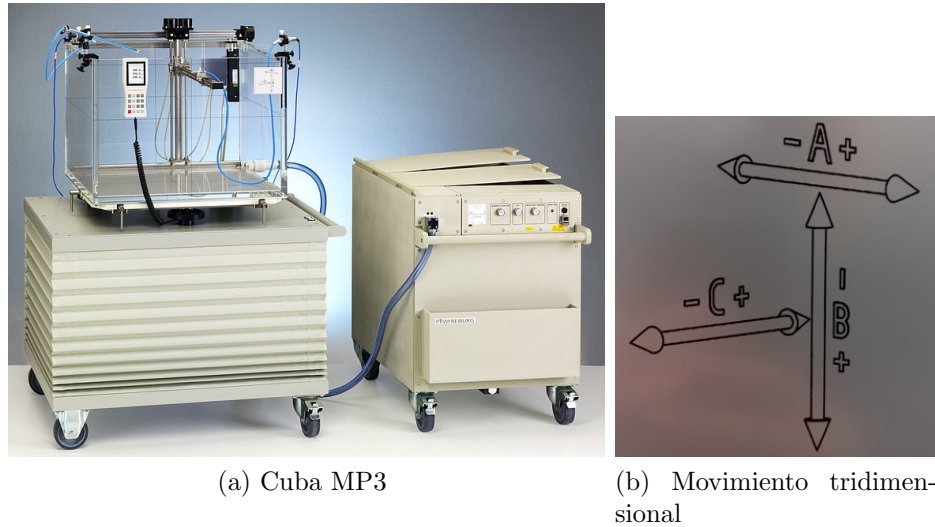 PTW FREIBURG
- A +
- C +
- B +
(a) Cuba MP3
(b) Movimiento tridimen-
sional